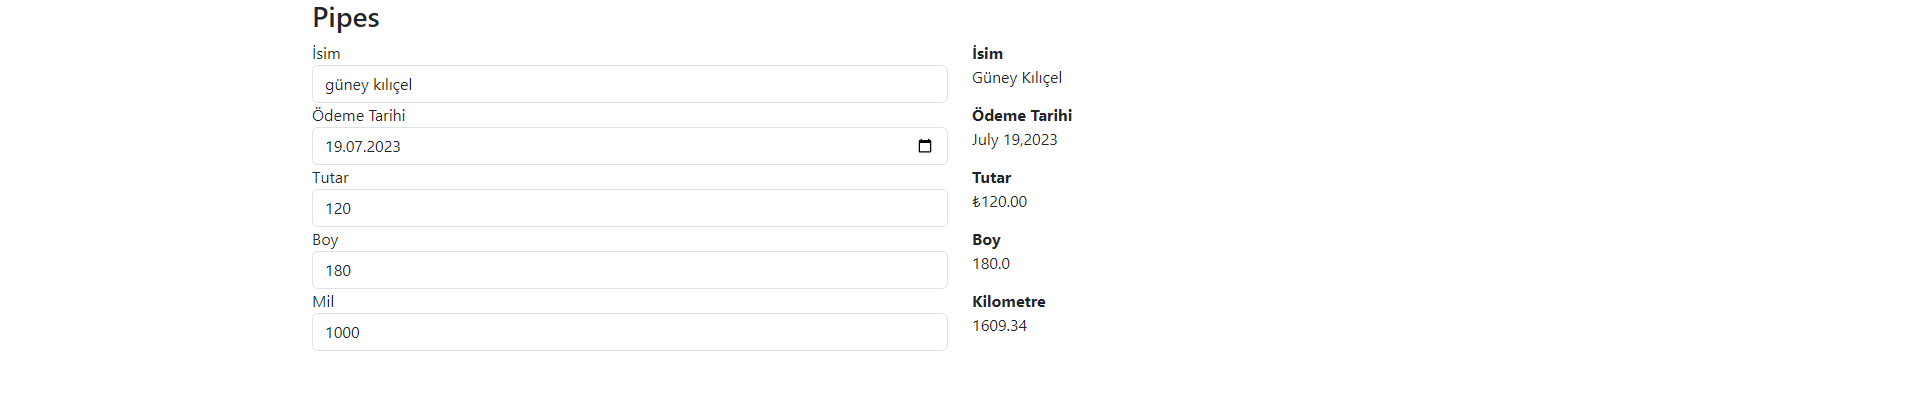 Pipes
İsim
güney kılıçel
Ödeme Tarihi
19.07.2023
Tutar
120
Boy
180
Mil
1000
İsim
Güney Kılıçel
Ödeme Tarihi
July 19,2023
Tutar
₺120.00
Boy
180.0
Kilometre
1609.34